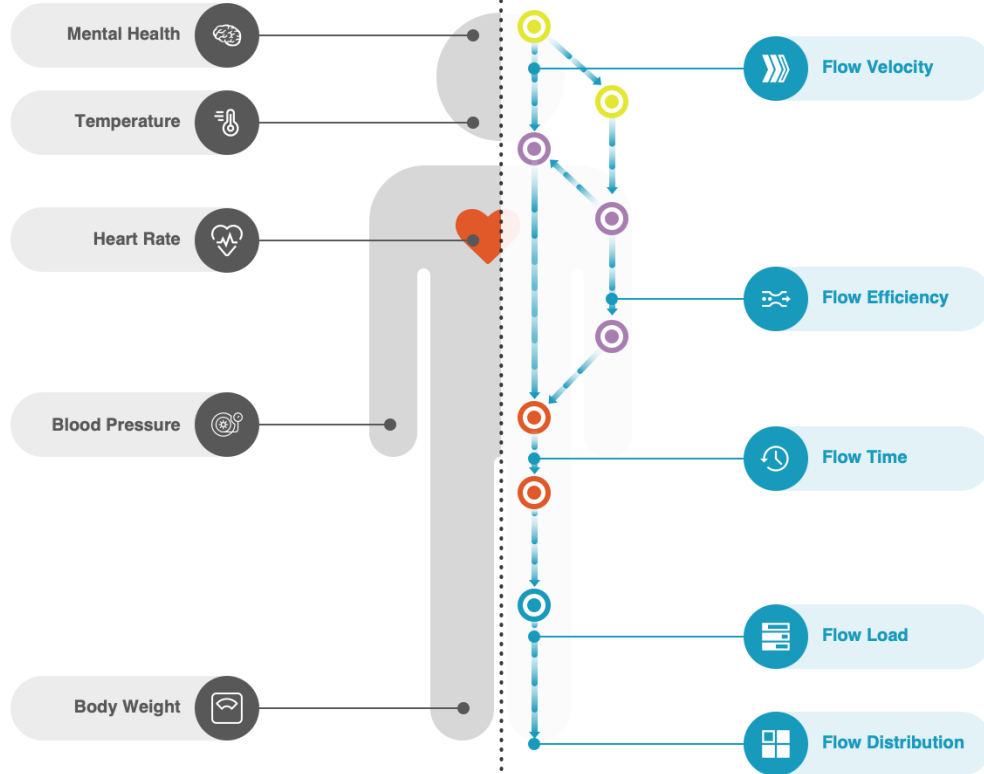 Mental Health
Temperature
Heart Rate
Blood Pressure
Body Weight
Flow Velocity
Flow Efficiency
Flow Time
Flow Load
Flow Distribution